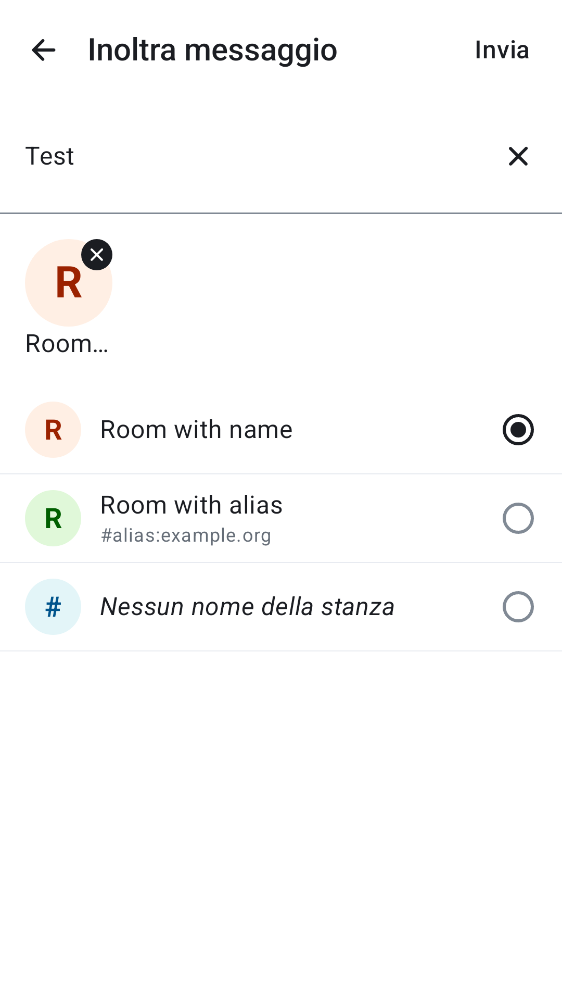 Inoltra messaggio
Invia
Test
R
Room…
R
Room with name
R
Room with alias
#alias:example.org
#
Nessun nome della stanza